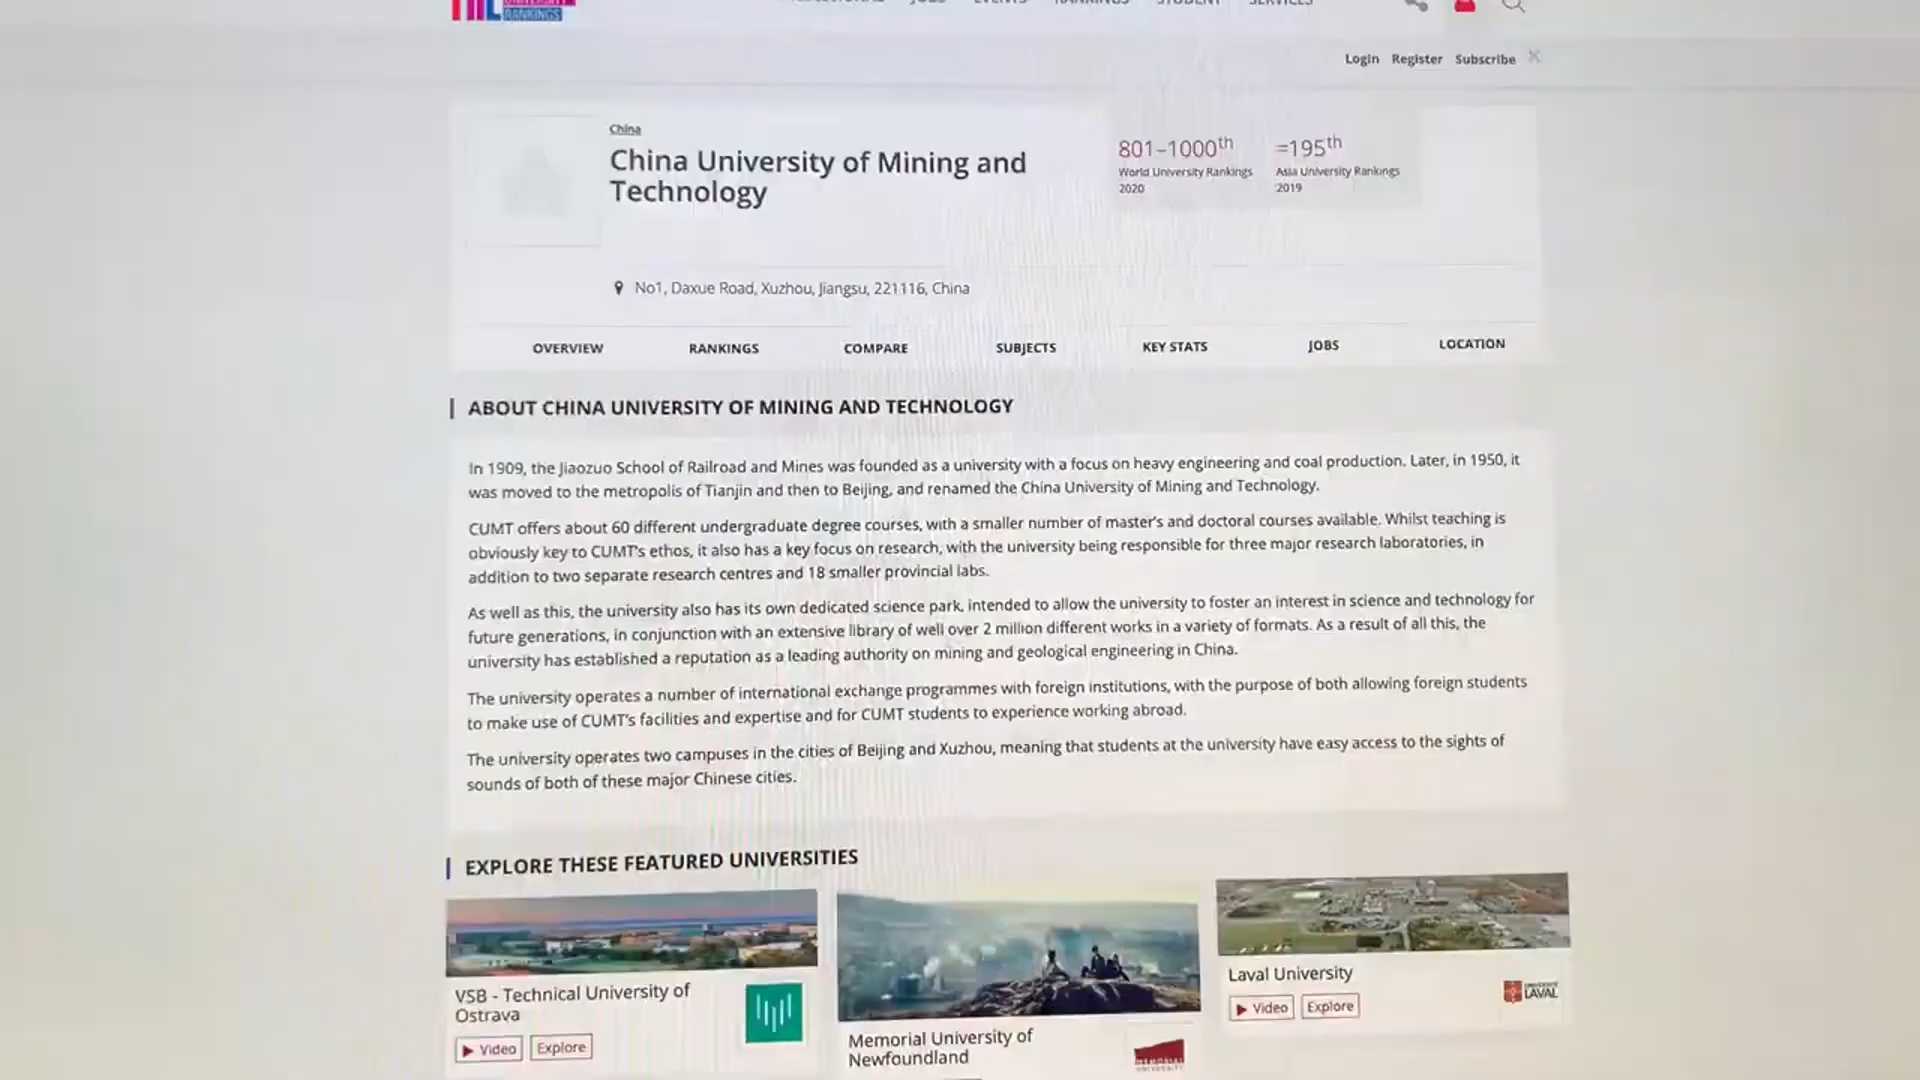 RANKINGS
Login Register Subscribe
China
China University of Mining and
Technology
801–1000th
World University Rankings
2020
=195th
Asia University Rankings
2019
No1, Daxue Road, Xuzhou, Jiangsu, 221116, China
OVERVIEW RANKINGS COMPARE SUBJECTS KEY STATS JOBS LOCATION
ABOUT CHINA UNIVERSITY OF MINING AND TECHNOLOGY
In 1909, the Jiaozuo School of Railroad and Mines was founded as a university with a focus on heavy engineering and coal production. Later, in 1950, it
was moved to the metropolis of Tianjin and then to Beijing, and renamed the China University of Mining and Technology.
CUMT offers about 60 different undergraduate degree courses, with a smaller number of master's and doctoral courses available. Whilst teaching is
obviously key to CUMT's ethos, it also has a key focus on research, with the university being responsible for three major research laboratories, in
addition to two separate research centres and 18 smaller provincial labs.
As well as this, the university also has its own dedicated science park, intended to allow the university to foster an interest in science and technology for
future generations, in conjunction with an extensive library of well over 2 million different works in a variety of formats. As a result of all this, the
university has established a reputation as a leading authority on mining and geological engineering in China.
The university operates a number of international exchange programmes with foreign institutions, with the purpose of both allowing foreign students
to make use of CUMT's facilities and expertise and for CUMT students to experience working abroad.
The university operates two campuses in the cities of Beijing and Xuzhou, meaning that students at the university have easy access to the sights of
sounds of both of these major Chinese cities.
EXPLORE THESE FEATURED UNIVERSITIES
VSB - Technical University of
Ostrava
Video Explore
Memorial University of
Newfoundland
MEMORIAL
UNIVERSITY
Laval University
Video Explore
UNIVERSITÉ
LAVAL